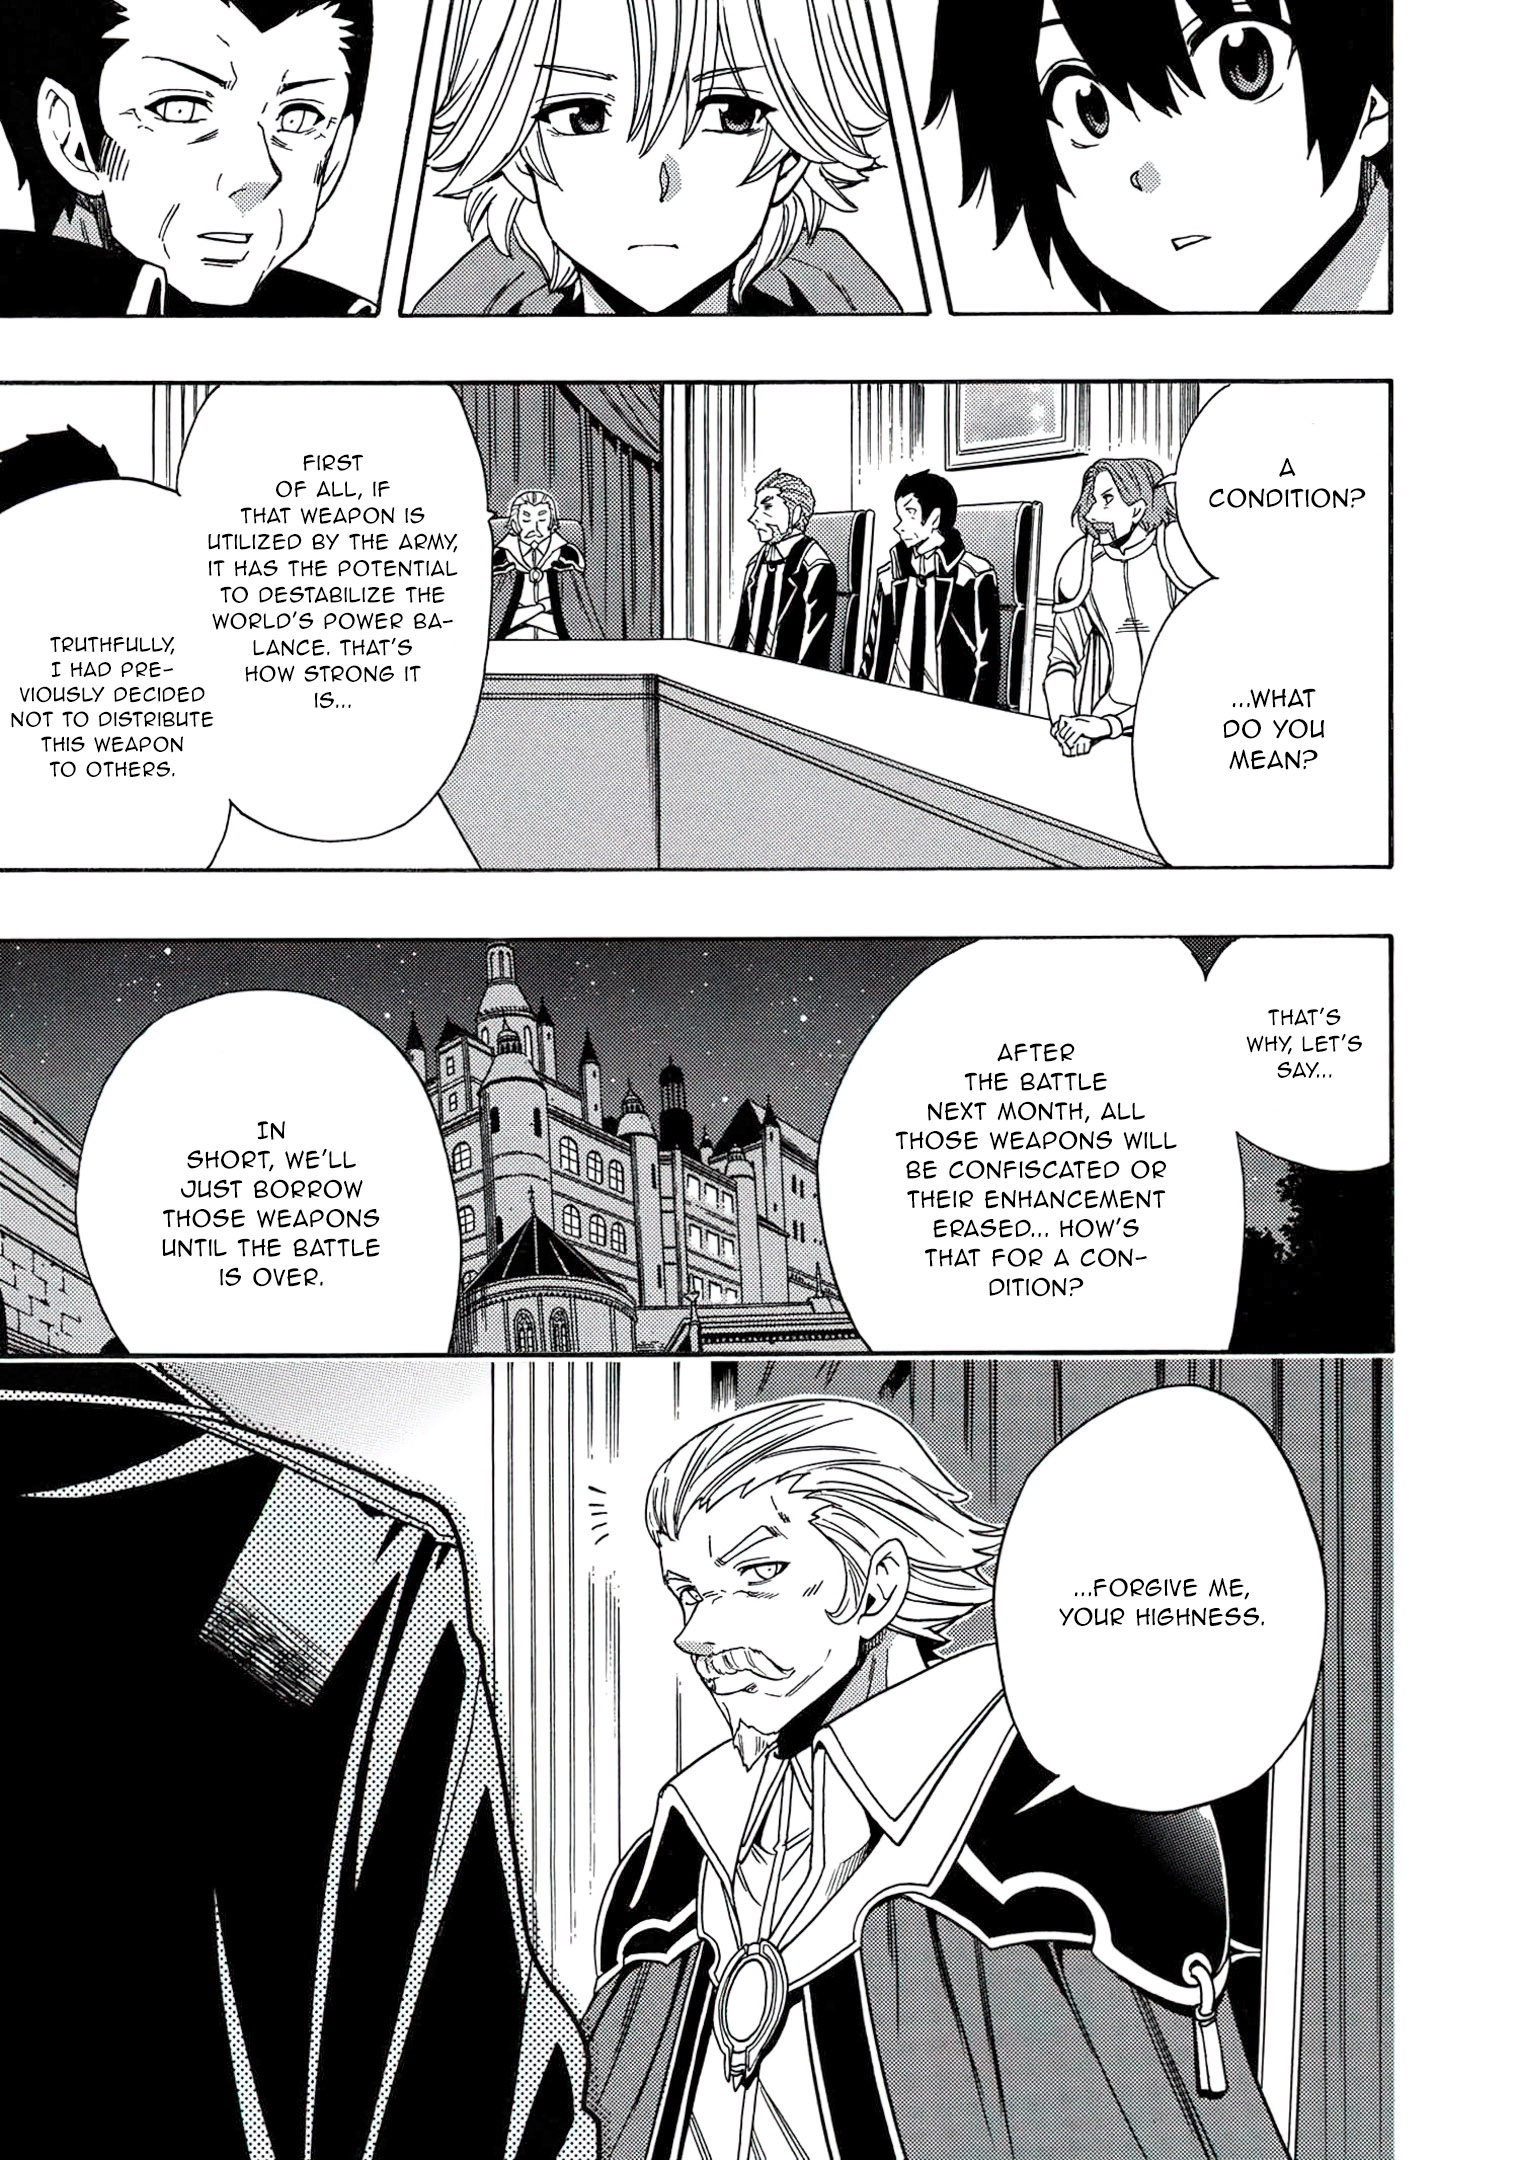 A
CONDITION?
...WHAT
DO YOU
MEAN?
FIRST
OF ALL, IF
THAT WEAPON IS
UTILIZED BY THE ARMY,
IT HAS THE POTENTIAL
TO DESTABILIZE THE
WORLD'S POWER BA-
LANCE. THAT'S
HOW STRONG IT
IS...
TRUTHFULLY,
I HAD PRE-
VIOUSLY DECIDED
NOT TO DISTRIBUTE
THIS WEAPON
TO OTHERS.
THAT'S
WHY, LET'S
SAY...
AFTER
THE BATTLE
NEXT MONTH, ALL
THOSE WEAPONS WILL
BE CONFISCATED OR
THEIR ENHANCEMENT
ERASED... HOW'S
THAT FOR A CON-
DITION?
IN
SHORT, WE'LL
JUST BORROW
THOSE WEAPONS
UNTIL THE BATTLE
IS OVER.
...FORGIVE ME,
YOUR HIGHNESS.